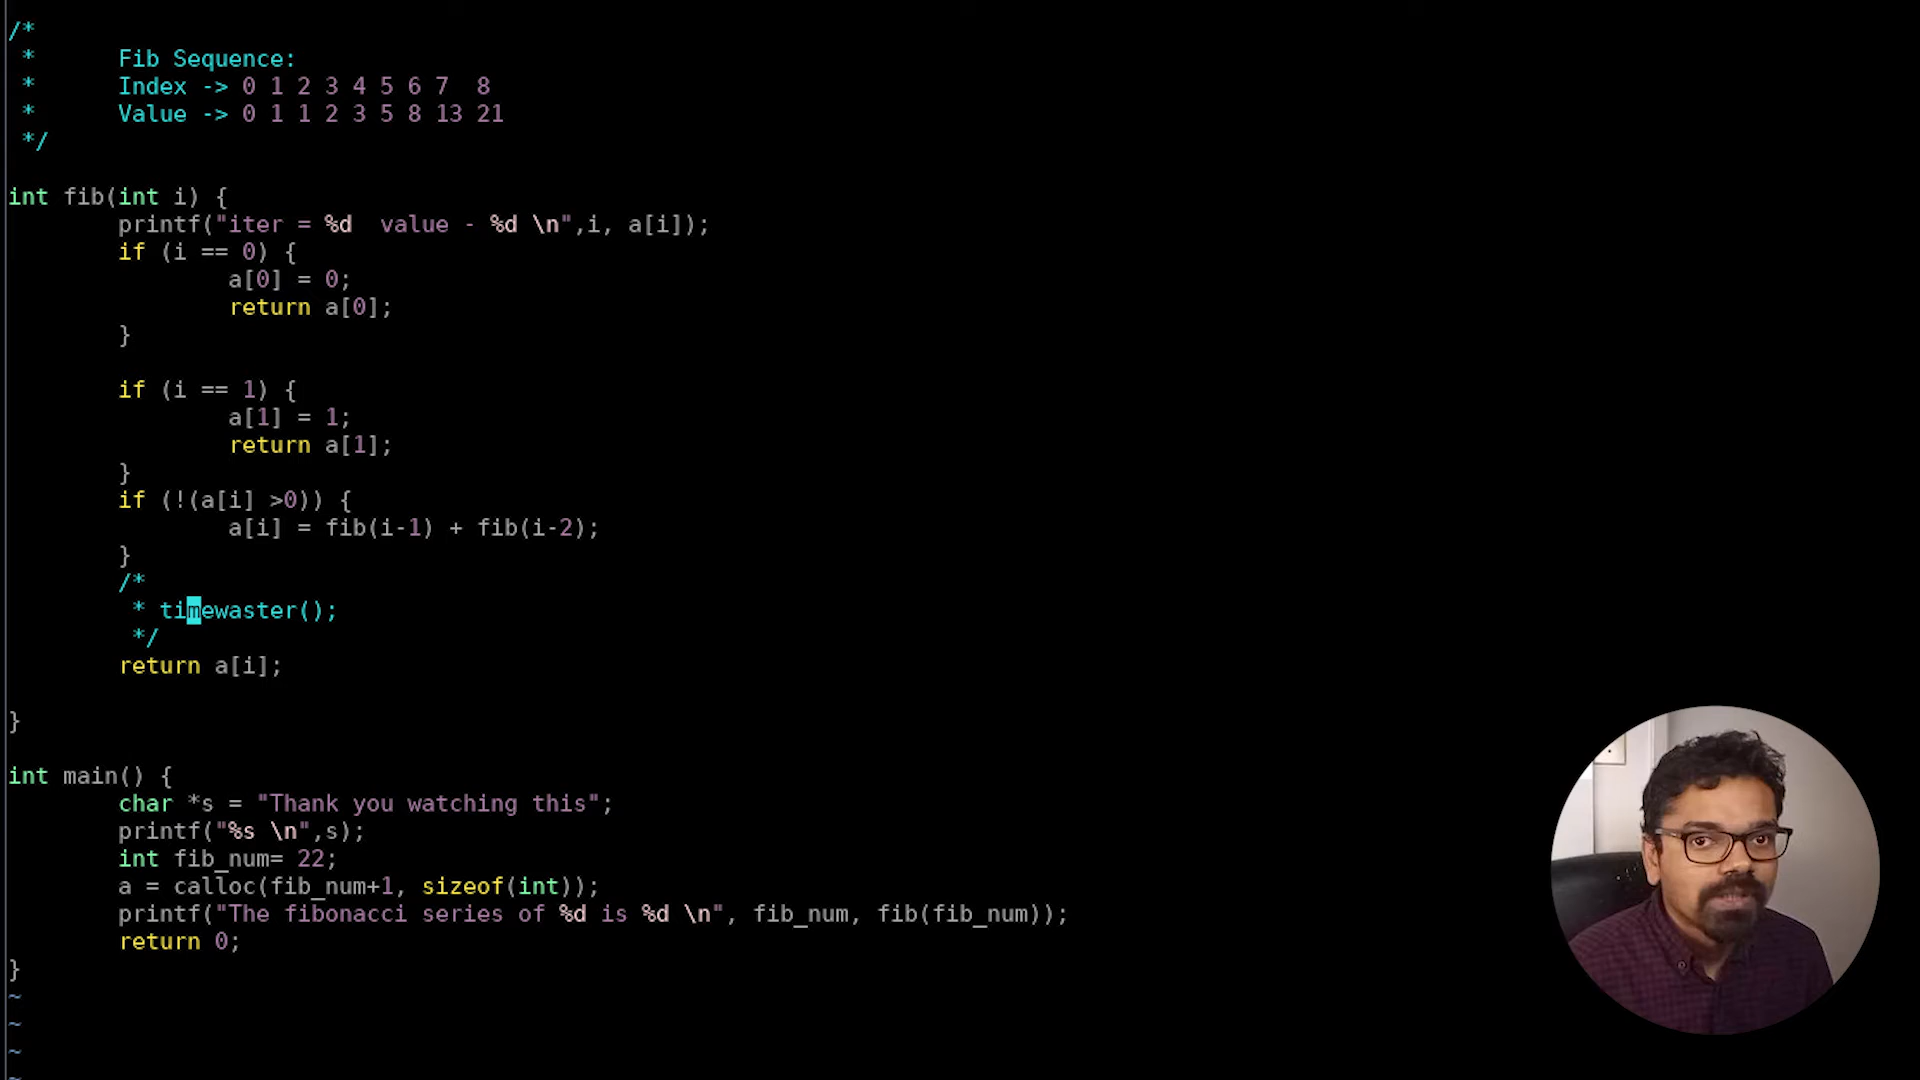 /*
 *      Fib Sequence:
 *      Index -> 0 1 2 3 4 5 6 7  8
 *      Value -> 0 1 1 2 3 5 8 13 21
 */
int fib(int i) {
        printf("iter = %d  value - %d \n",i, a[i]);
        if (i == 0) {
                a[0] = 0;
                return a[0];
        }
        if (i == 1) {
                a[1] = 1;
                return a[1];
        }
        if (!(a[i] >0)) {
                a[i] = fib(i-1) + fib(i-2);
        }
        /*
         * timewaster();
         */
        return a[i];
}
int main() {
        char *s = "Thank you watching this";
        printf("%s \n",s);
        int fib_num= 22;
        a = calloc(fib_num+1, sizeof(int));
        printf("The fibonacci series of %d is %d \n", fib_num, fib(fib_num));
        return 0;
}
~
~
~
~